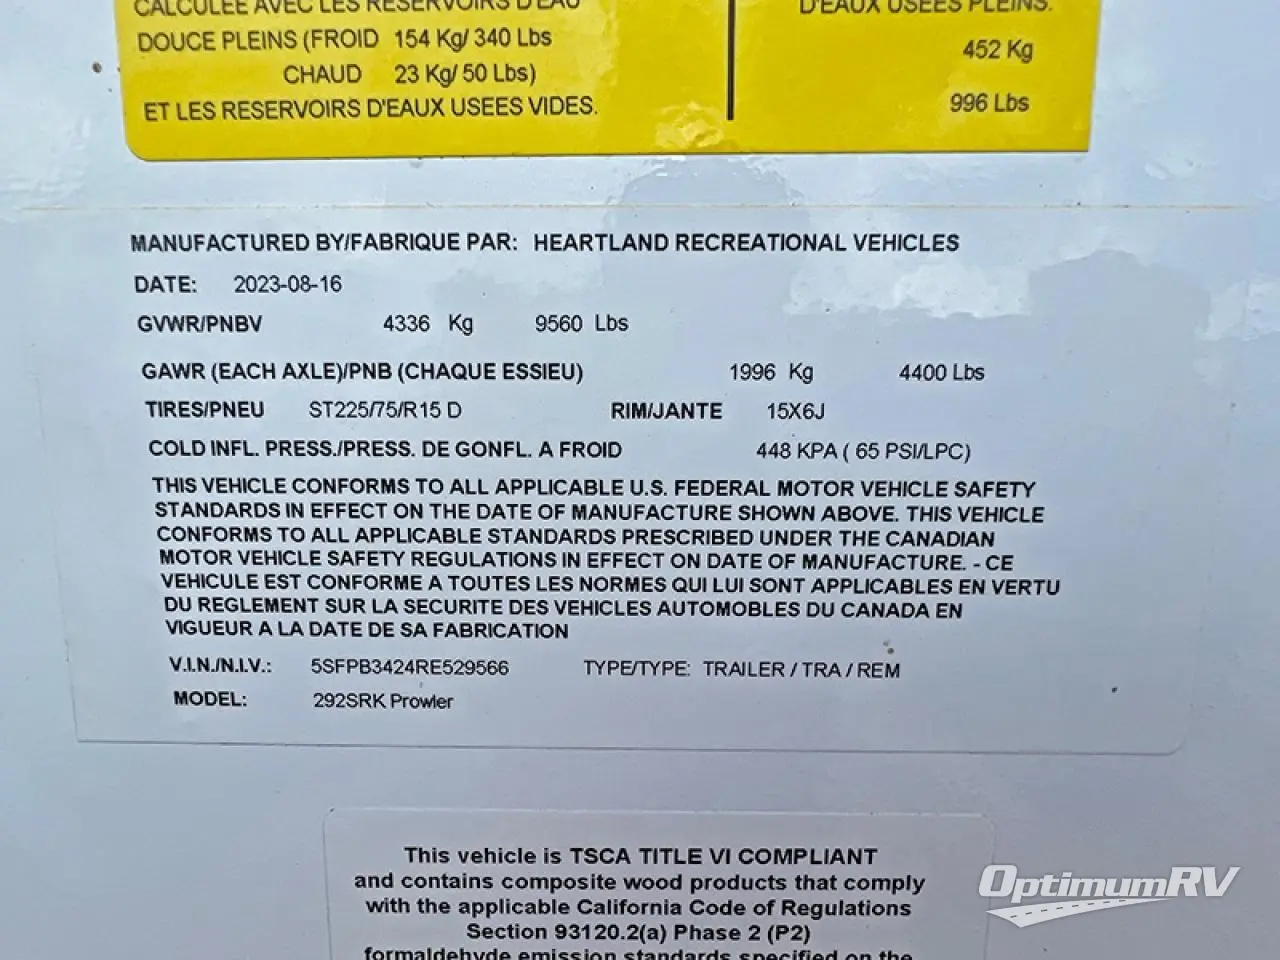 CALCULEE AVEC LES RESERVOIRS D'EAU
DOUCE PLEINS (FROID 154 Kg/ 340 Lbs
CHAUD 23 Kg/ 50 Lbs)
ET LES RESERVOIRS D'EAUX USEES VIDES.
D'EAUX USEES PLEINS.
452 Kg
996 Lbs
MANUFACTURED BY/FABRIQUE PAR: HEARTLAND RECREATIONAL VEHICLES
DATE: 2023-08-16
GVWR/PNBV 4336 Kg 9560 Lbs
GAWR (EACH AXLE)/PNB (CHAQUE ESSIEU) 1996 Kg 4400 Lbs
TIRES/PNEU ST225/75/R15 D RIM/JANTE 15X6J
COLD INFL. PRESS./PRESS. DE GONFL. A FROID 448 KPA ( 65 PSI/LPC)
THIS VEHICLE CONFORMS TO ALL APPLICABLE U.S. FEDERAL MOTOR VEHICLE SAFETY
STANDARDS IN EFFECT ON THE DATE OF MANUFACTURE SHOWN ABOVE. THIS VEHICLE
CONFORMS TO ALL APPLICABLE STANDARDS PRESCRIBED UNDER THE CANADIAN
MOTOR VEHICLE SAFETY REGULATIONS IN EFFECT ON DATE OF MANUFACTURE. - CE
VEHICULE EST CONFORME A TOUTES LES NORMES QUI LUI SONT APPLICABLES EN VERTU
DU REGLEMENT SUR LA SECURITE DES VEHICLES AUTOMOBLES DU CANADA EN
VIGUEUR A LA DATE DE SA FABRICATION
V.I.N./N.I.V.: 5SFPB3424RE529566 TYPE/TYPE: TRAILER / TRA / REM
MODEL: 292SRK Prowler
This vehicle is TSCA TITLE VI COMPLIANT
and contains composite wood products that comply
with the applicable California Code of Regulations
Section 93120.2(a) Phase 2 (P2)
formaldehyde emission standards specified on the
OptimumRV